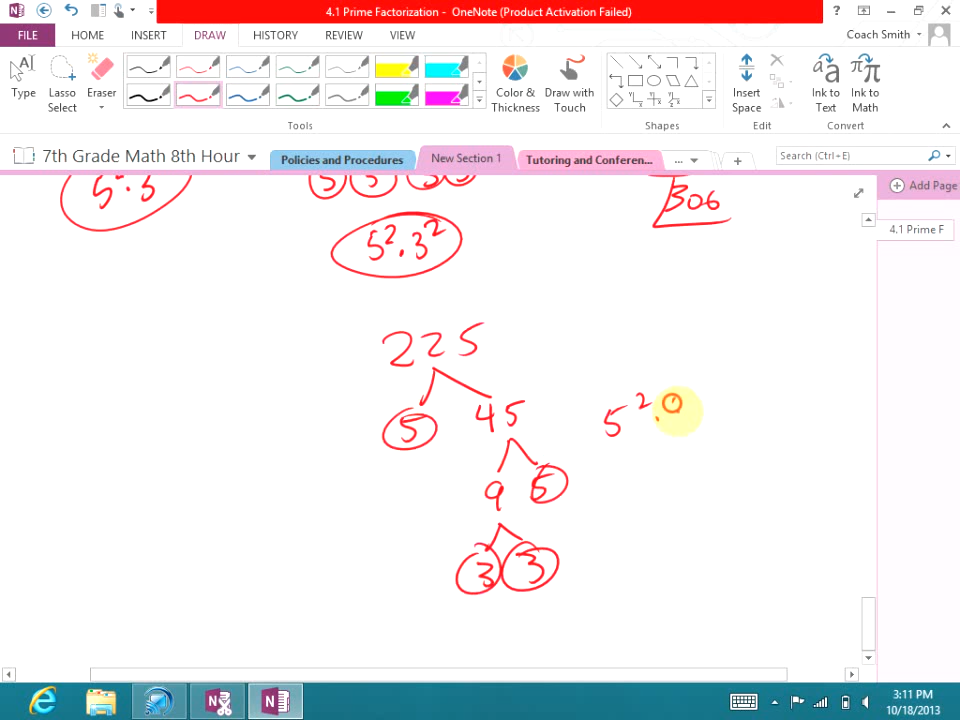 4.1 Prime Factorization - OneNote (Product Activation Failed)
FILE HOME INSERT DRAW HISTORY REVIEW VIEW Coach Smith
Type Lasso Select Eraser Color & Thickness Draw with Touch Insert Space Ink to Text Ink to Math
Tools Shapes Edit Convert
7th Grade Math 8th Hour Policies and Procedures New Section 1 Tutoring and Conferen... ... Search (Ctrl+E)
Add Page
4.1 Prime F
5² · 3
306
5² · 3²
225
5 45
5²·
9 5
3 3
3:11 PM
10/18/2013